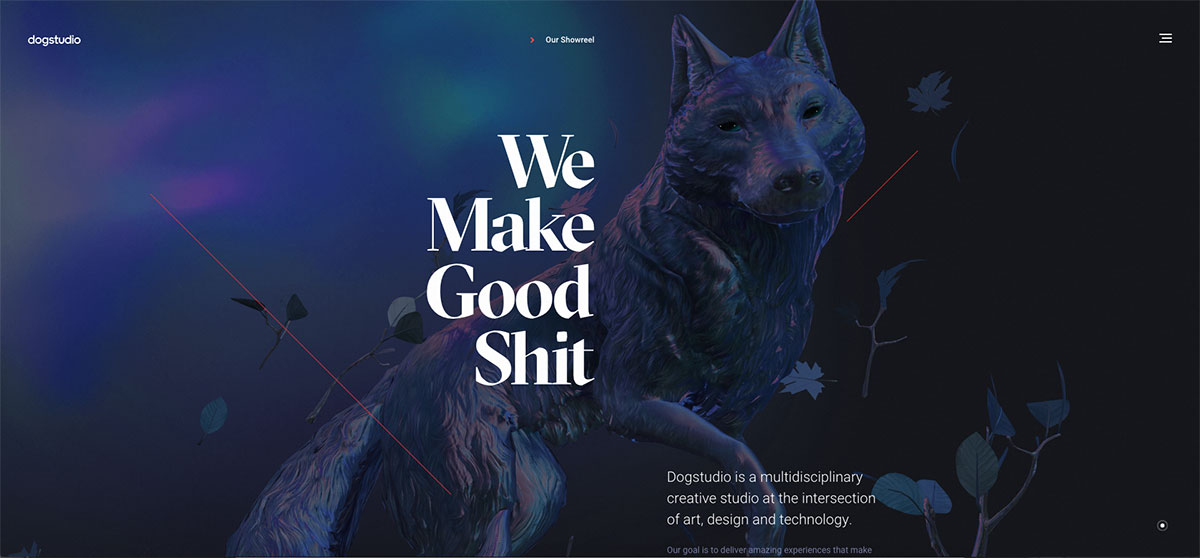 dogstudio
Our Showreel
We
Make
Good
Shit
Dogstudio is a multidisciplinary
creative studio at the intersection
of art, design and technology.
Our goal is to deliver amazing experiences that make